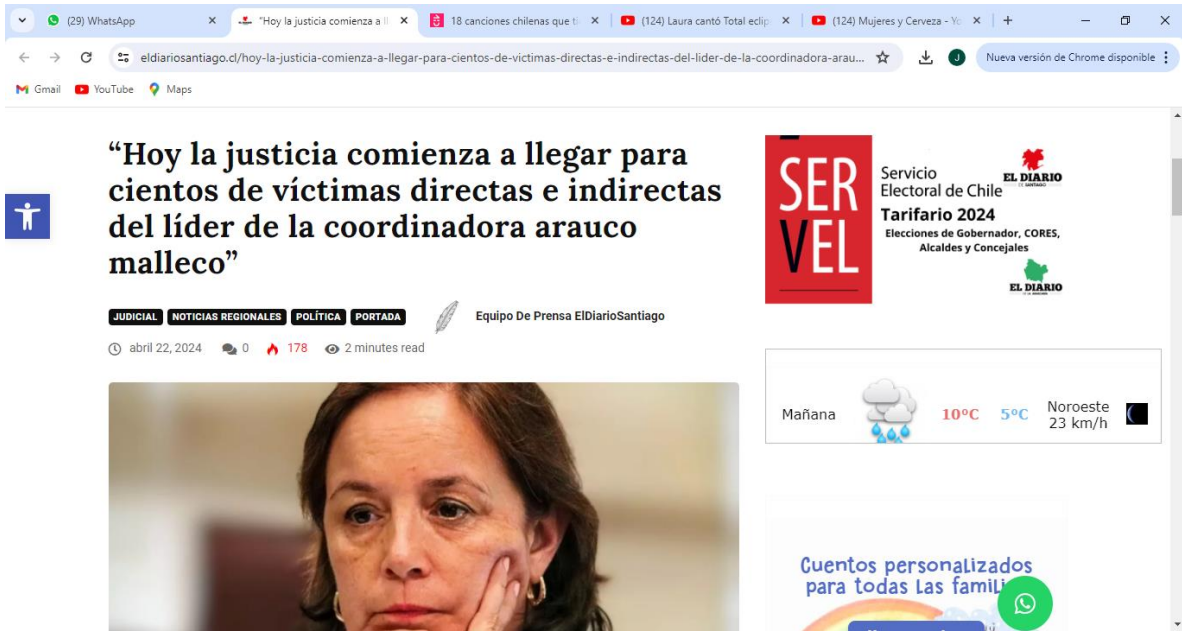 (29) WhatsApp
"Hoy la justicia comienza a ll
18 canciones chilenas que ti
(124) Laura cantó Total eclip
(124) Mujeres y Cerveza - Yo
eldiariosantiago.cl/hoy-la-justicia-comienza-a-llegar-para-cientos-de-victimas-directas-e-indirectas-del-lider-de-la-coordinadora-arau...
J
Nueva versión de Chrome disponible
Gmail
YouTube
Maps
“Hoy la justicia comienza a llegar para
cientos de víctimas directas e indirectas
del líder de la coordinadora arauco
malleco”
JUDICIAL NOTICIAS REGIONALES POLÍTICA PORTADA
Equipo De Prensa ElDiarioSantiago
abril 22, 2024 0 178 2 minutes read
SER
VEL
Servicio
Electoral de Chile
EL DIARIO
DE SANTIAGO
Tarifario 2024
Elecciones de Gobernador, CORES,
Alcaldes y Concejales
EL DIARIO
Mañana
10°C 5°C
Noroeste
23 km/h
Cuentos personalizados
para todas las famili